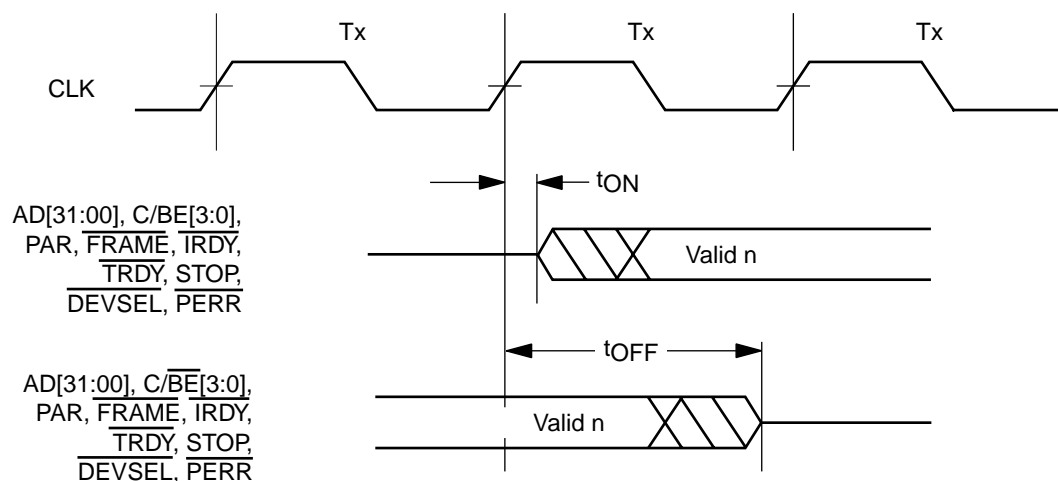 Tx Tx Tx
CLK
tON
AD[31:00], C/BE[3:0],
PAR, FRAME, IRDY,
TRDY, STOP,
DEVSEL, PERR
Valid n
tOFF
AD[31:00], C/BE[3:0],
PAR, FRAME, IRDY,
TRDY, STOP,
DEVSEL, PERR
Valid n